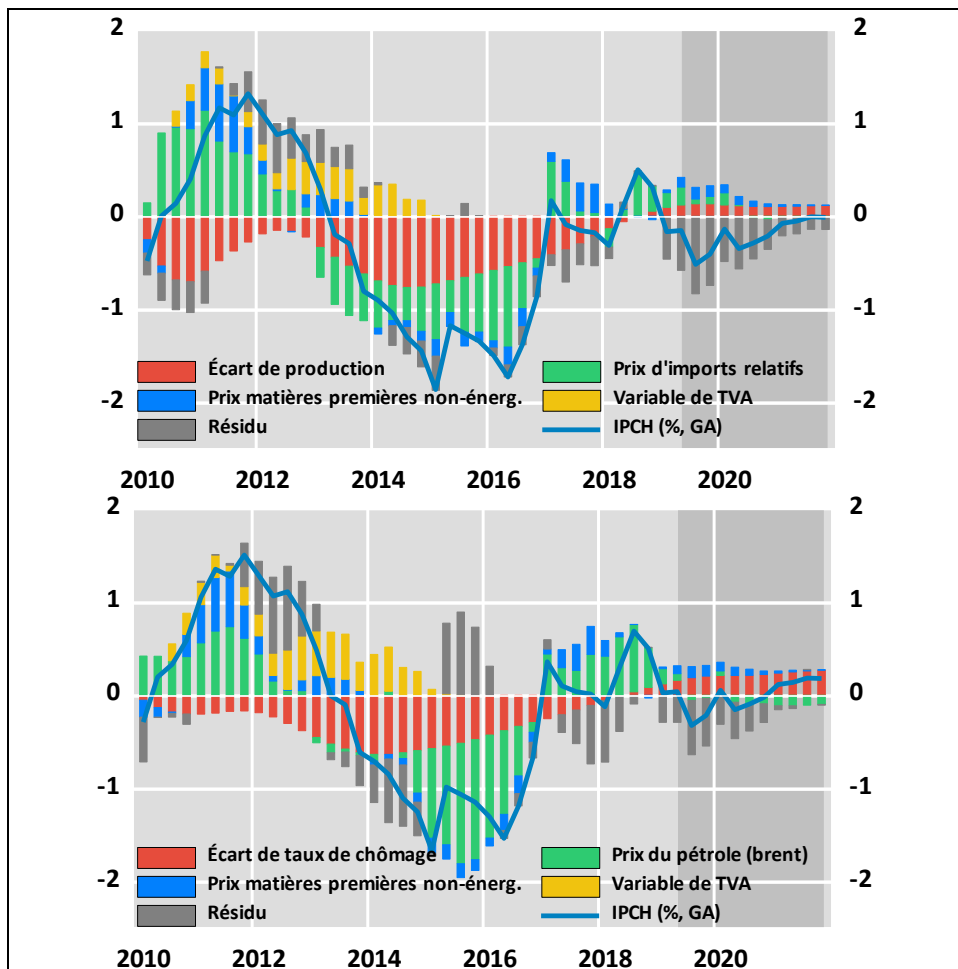 2 2
1 1
0 0
-1 -1
Écart de production Prix d'imports relatifs
Prix matières premières non-énerg. Variable de TVA
-2 -2
Résidu IPCH (%, GA)
2010 2012 2014 2016 2018 2020
2 2
1 1
0 0
-1 -1
Écart de taux de chômage Prix du pétrole (brent)
-2 Prix matières premières non-énerg. Variable de TVA -2
Résidu IPCH (%, GA)
2010 2012 2014 2016 2018 2020